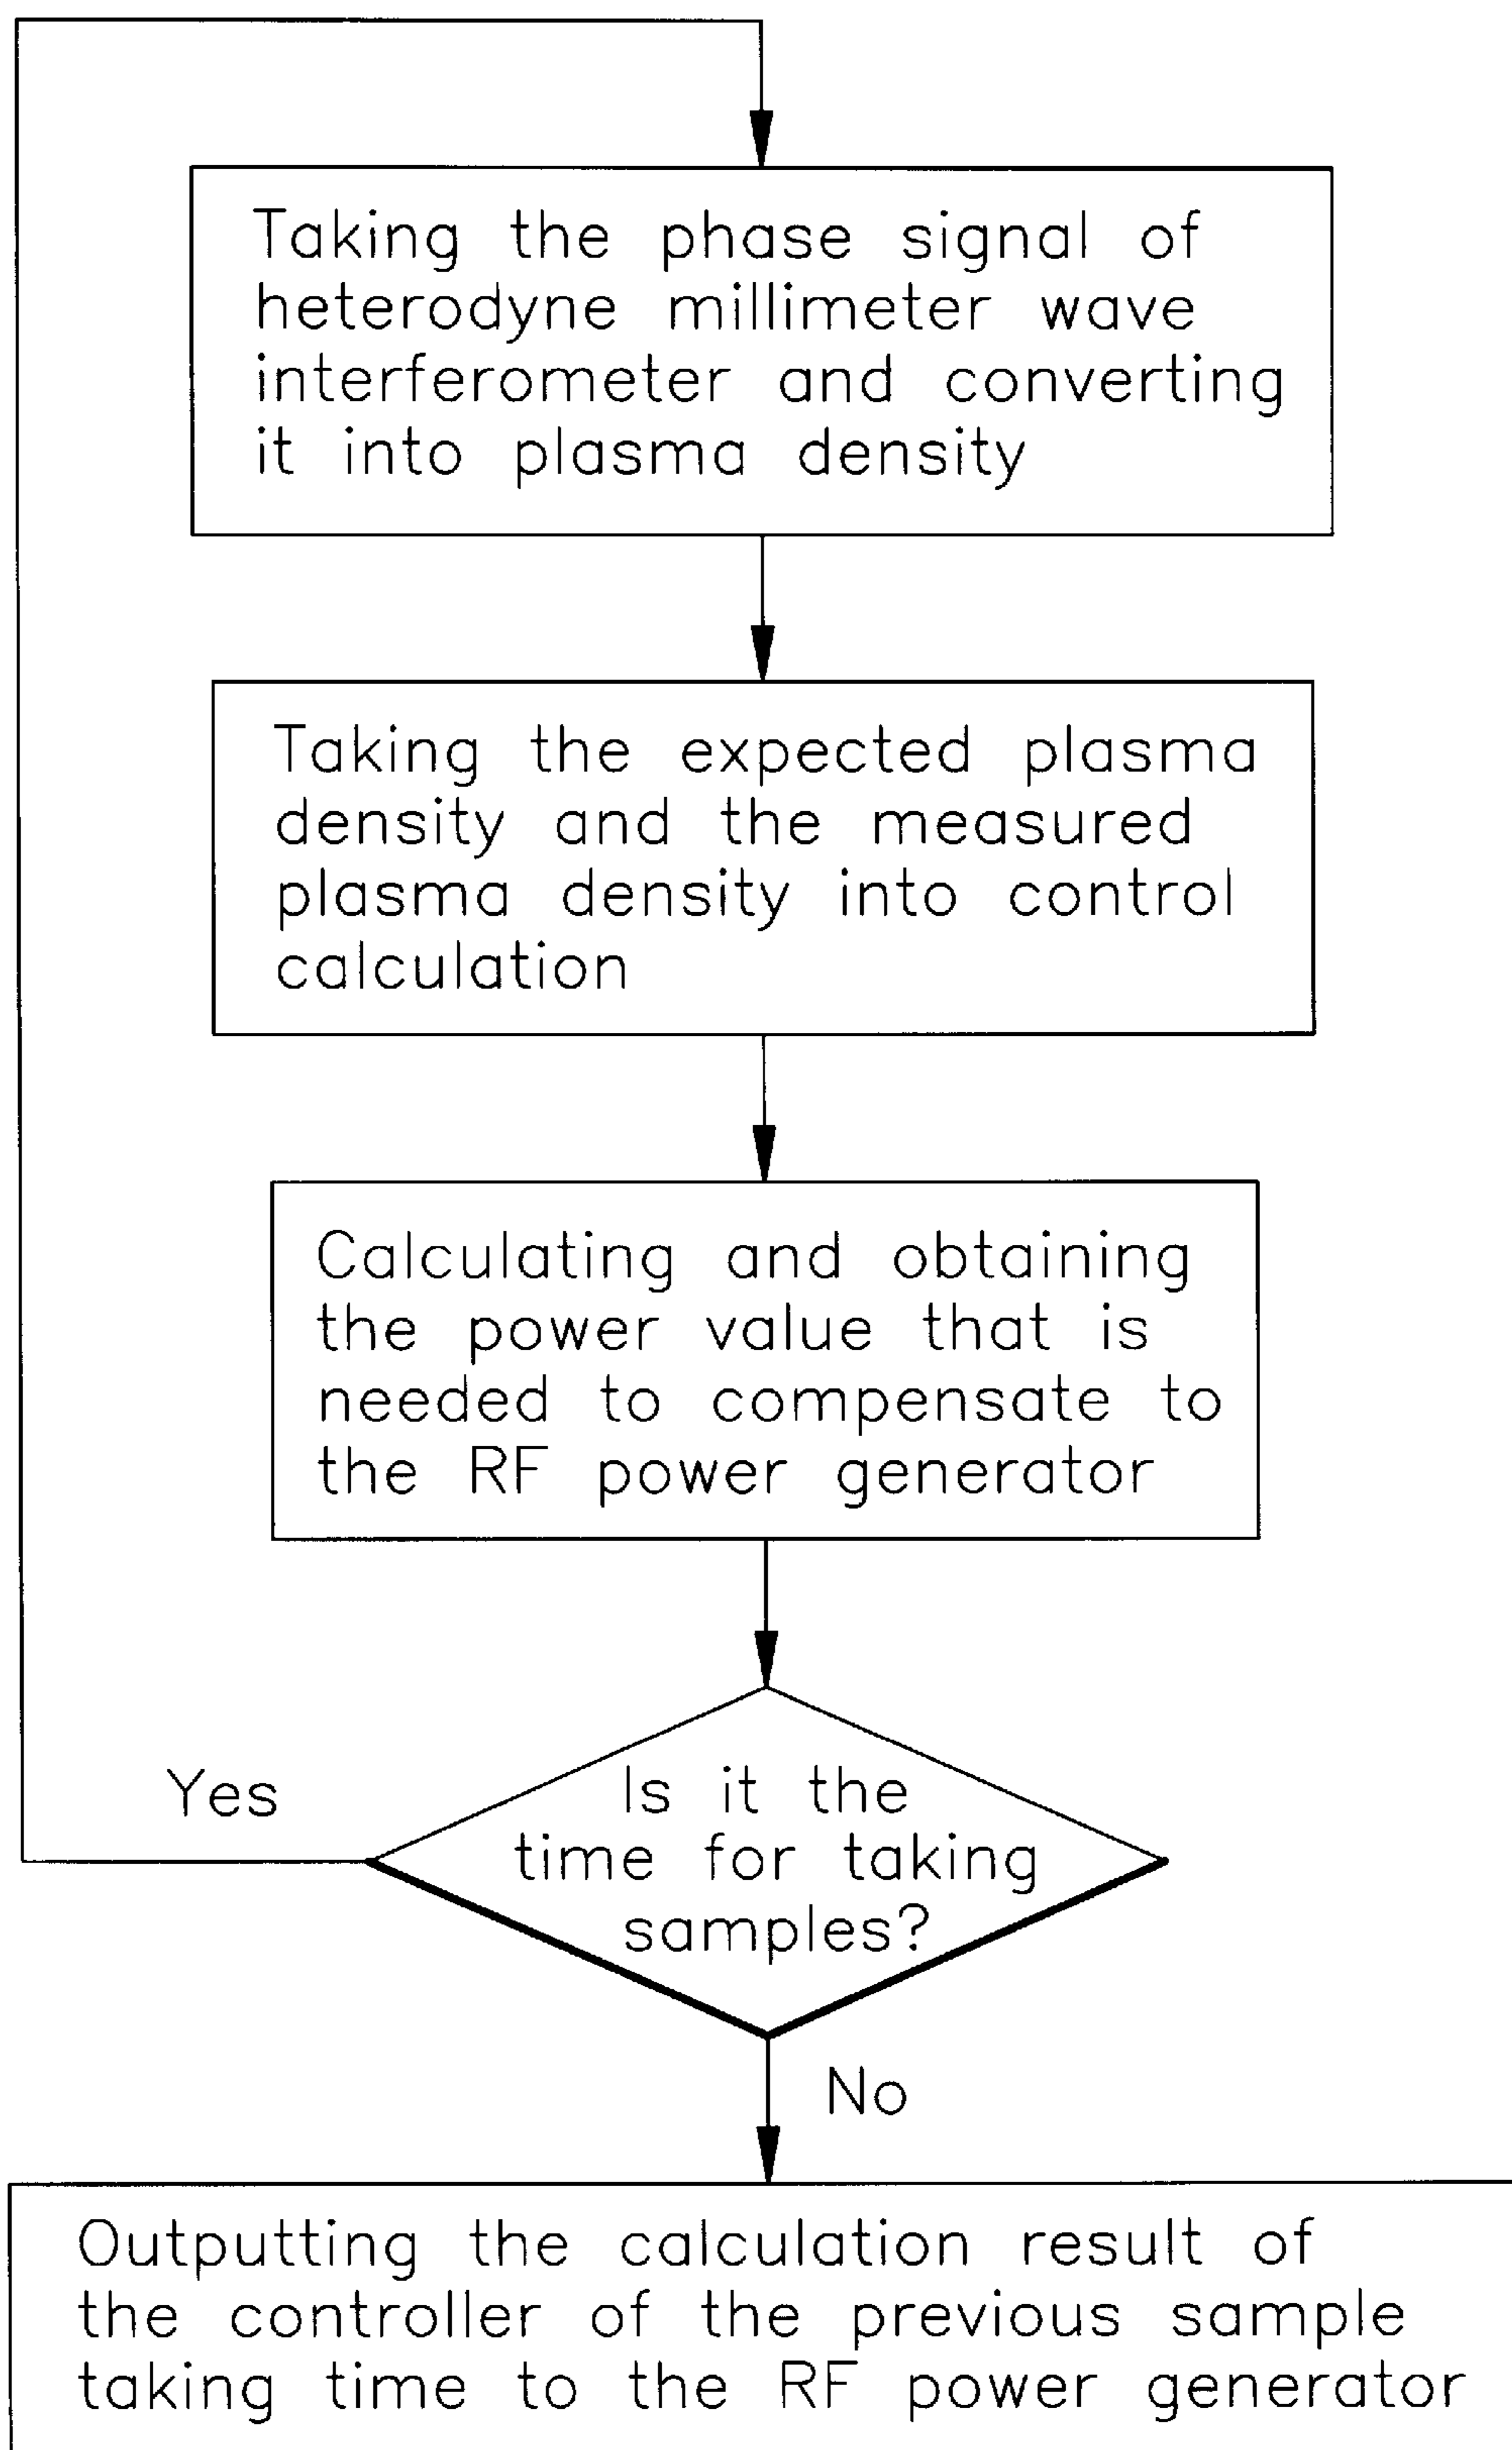 Taking the phase signal of
heterodyne millimeter wave
interferometer and converting
it into plasma density
Taking the expected plasma
density and the measured
plasma density into control
calculation
Calculating and obtaining
the power value that is
needed to compensate to
the RF power generator
Is it the
time for taking
samples?
Yes
No
Outputting the calculation result of
the controller of the previous sample
taking time to the RF power generator